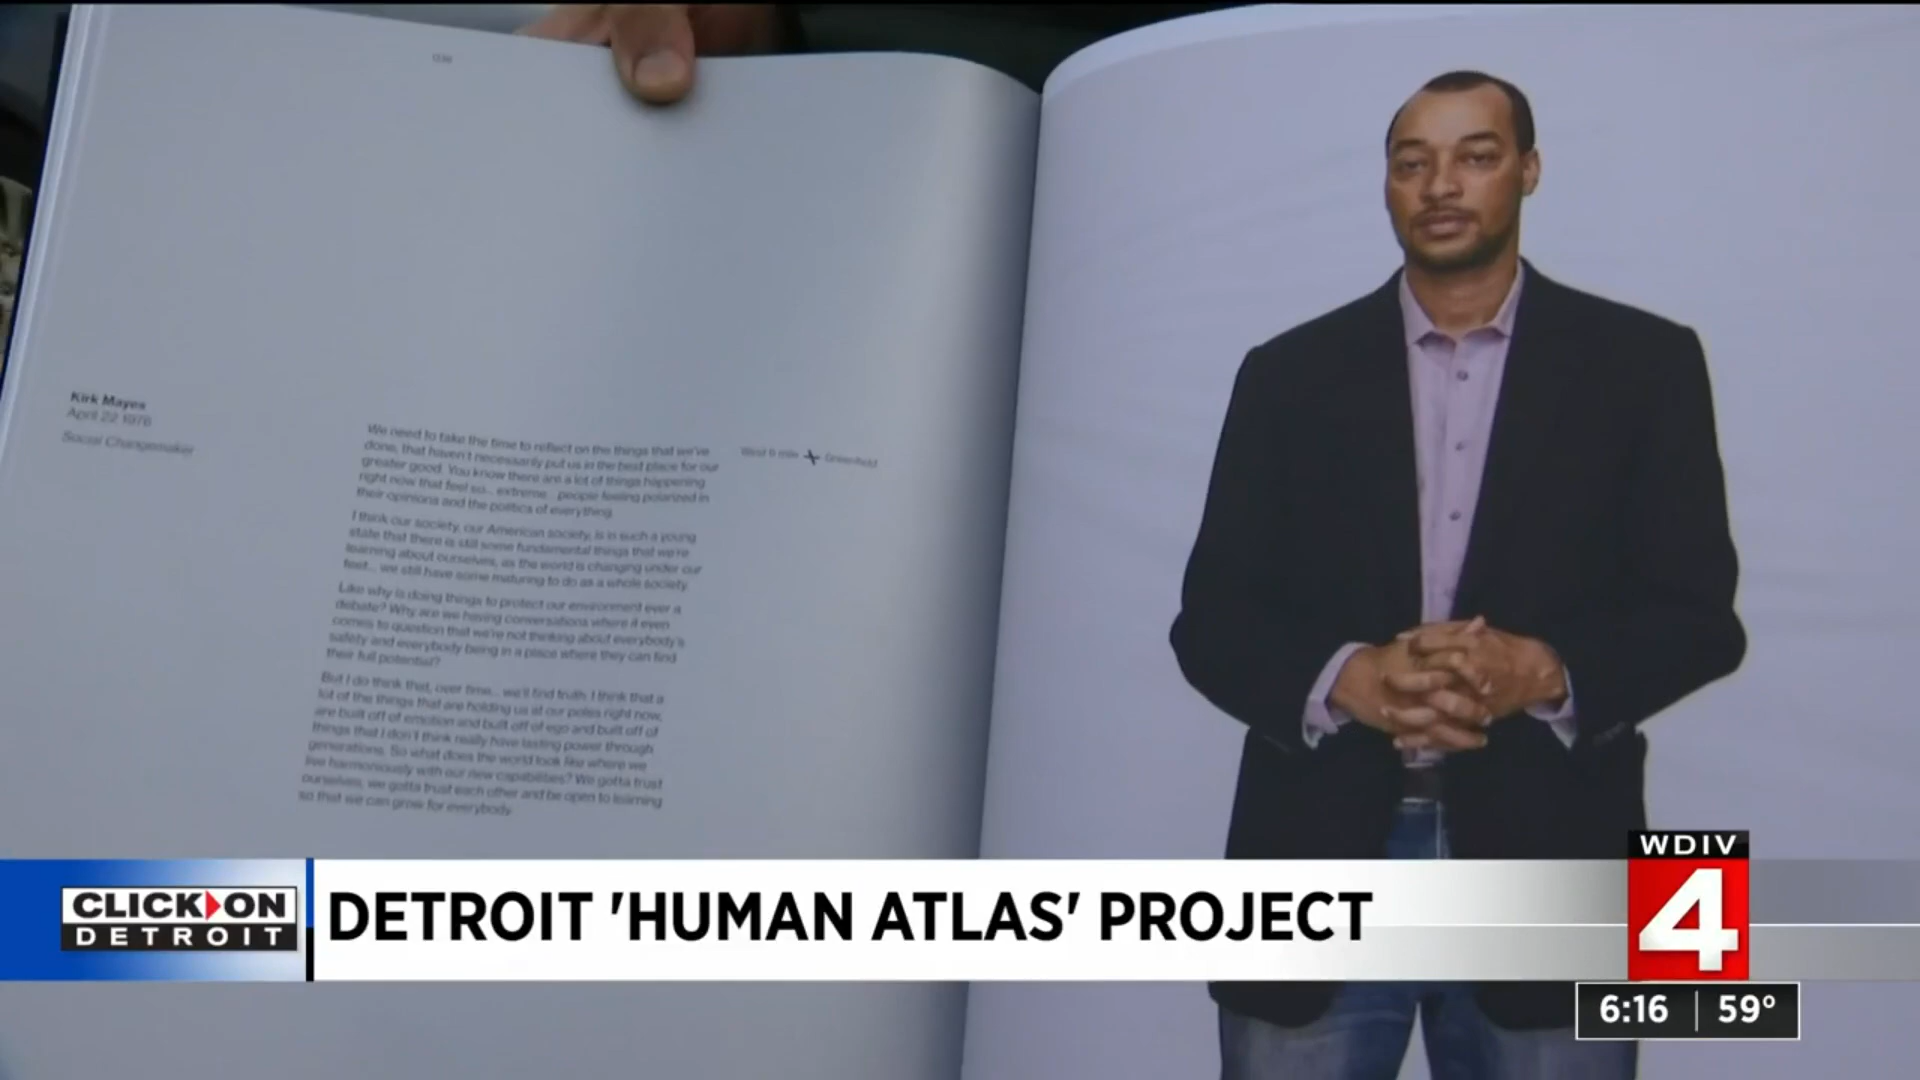 Kirk Mayes
April 22 1976
Social Changemaker
We need to take the time to reflect on the things that we've
done, that haven't necessarily put us in the best place for our
greater good. You know there are a lot of things happening
right now that feel so... extreme... people feeling polarized in
their opinions and the politics of everything.
I think our society, our American society, is in such a young
state that there is still some fundamental things that we're
learning about ourselves, as the world is changing under our
feet... we still have some maturing to do as a whole society.
Like why is doing things to protect our environment ever a
debate? Why are we having conversations where it even
comes to question that we're not thinking about everybody's
safety and everybody being in a place where they can find
their full potential?
But I do think that, over time... we'll find truth. I think that a
lot of the things that are holding us at our poles right now,
are built off of emotion and built off of ego and built off of
things that I don't think really have lasting power through
generations. So what does the world look like where we
live harmoniously with our new capabilities? We gotta trust
ourselves, we gotta trust each other and be open to learning
so that we can grow for everybody.
Greenfield
CLICK ON
DETROIT
DETROIT 'HUMAN ATLAS' PROJECT
WDIV
4
6:16 59°